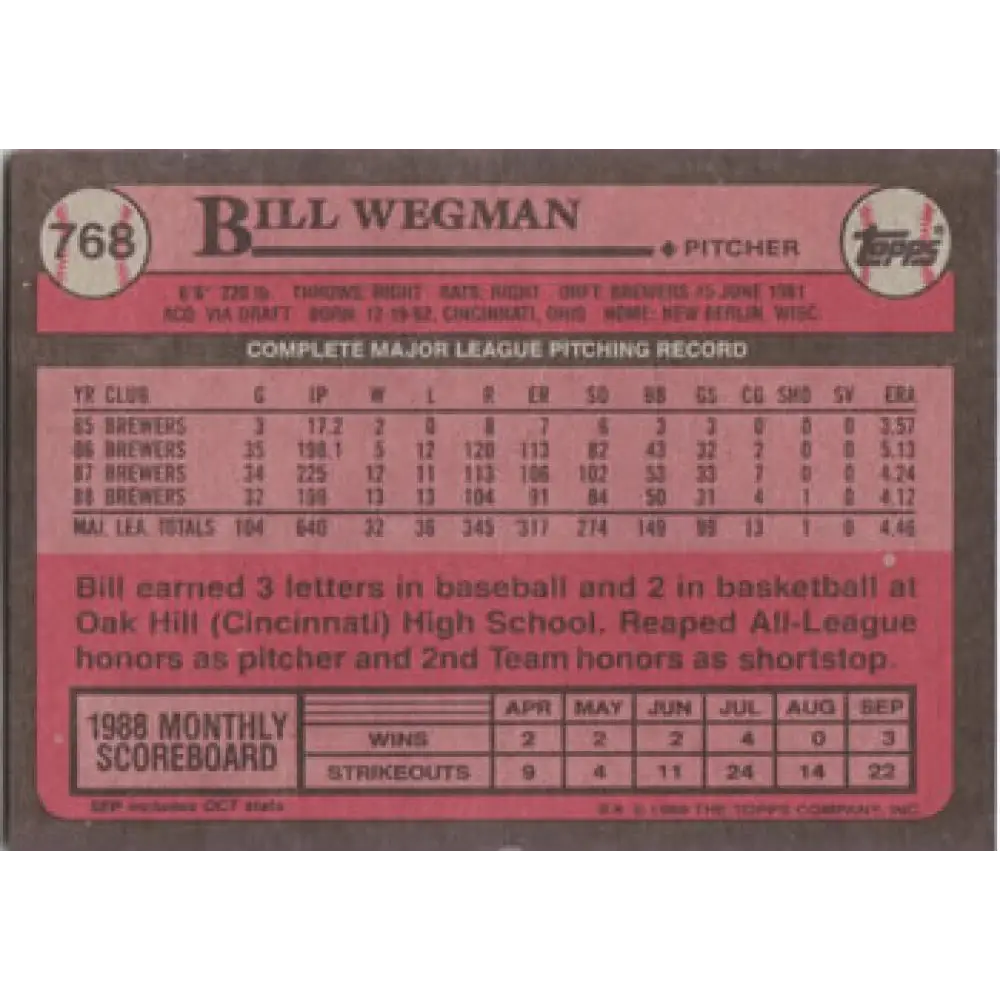 768
BILL WEGMAN
PITCHER
TOPPS
6'5" 220 lb. THROWS: RIGHT BATS: RIGHT DRFT: BREWERS #5-JUNE 1981
ACQ: VIA DRAFT BORN: 12-19-62, CINCINNATI, OHIO HOME: NEW BERLIN, WISC.
COMPLETE MAJOR LEAGUE PITCHING RECORD
YR CLUB G IP W L R ER SO BB GS CG SHO SV ERA
85 BREWERS 3 17.2 2 0 8 7 6 3 3 0 0 0 3.57
86 BREWERS 35 198.1 5 12 120 113 82 43 32 2 0 0 5.13
87 BREWERS 34 225 12 11 113 106 102 53 33 7 0 0 4.24
88 BREWERS 32 199 13 13 104 91 84 50 31 4 1 0 4.12
MAJ. LEA. TOTALS 104 640 32 36 345 317 274 149 99 13 1 0 4.46
Bill earned 3 letters in baseball and 2 in basketball at
Oak Hill (Cincinnati) High School. Reaped All-League
honors as pitcher and 2nd Team honors as shortstop.
1988 MONTHLY
SCOREBOARD
APR MAY JUN JUL AUG SEP
WINS 2 2 2 4 0 3
STRIKEOUTS 9 4 11 24 14 22
SEP includes OCT stats
© 1989 THE TOPPS COMPANY, INC.